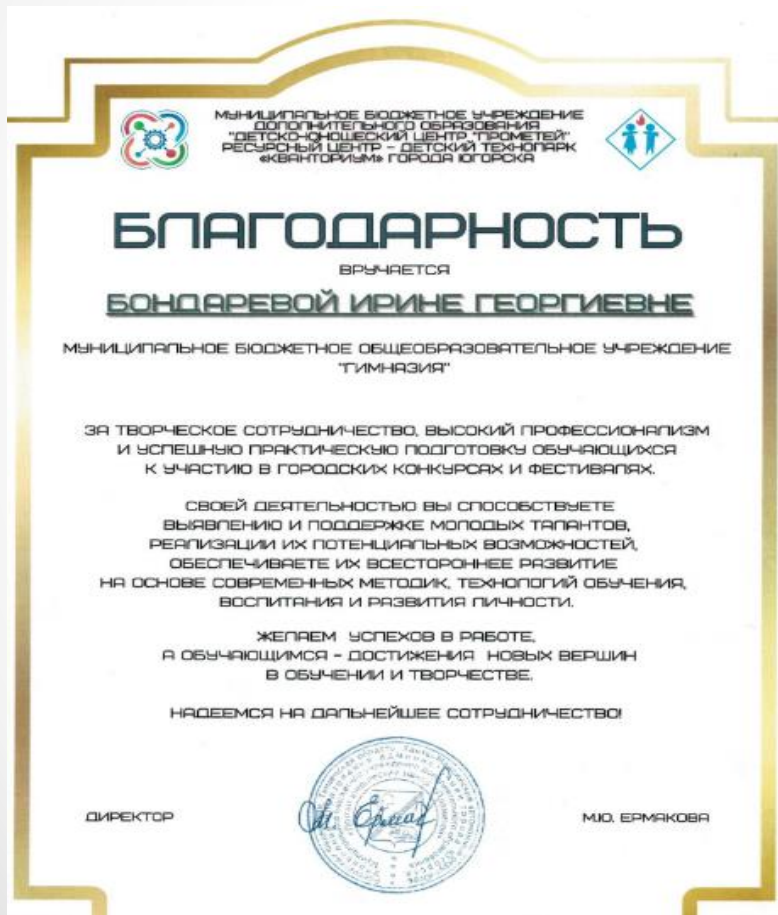 МУНИЦИПАЛЬНОЕ БЮДЖЕТНОЕ УЧРЕЖДЕНИЕ
ДОПОЛНИТЕЛЬНОГО ОБРАЗОВАНИЯ
"ДЕТСКО-ЮНОШЕСКИЙ ЦЕНТР "ПРОМЕТЕЙ"
РЕСУРСНЫЙ ЦЕНТР - ДЕТСКИЙ ТЕХНОПАРК
«КВАНТОРИУМ» ГОРОДА ЮГОРСКА
БЛАГОДАРНОСТЬ
ВРУЧАЕТСЯ
БОНДАРЕВОЙ ИРИНЕ ГЕОРГИЕВНЕ
МУНИЦИПАЛЬНОЕ БЮДЖЕТНОЕ ОБЩЕОБРАЗОВАТЕЛЬНОЕ УЧРЕЖДЕНИЕ
"ГИМНАЗИЯ"
ЗА ТВОРЧЕСКОЕ СОТРУДНИЧЕСТВО, ВЫСОКИЙ ПРОФЕССИОНАЛИЗМ
И УСПЕШНУЮ ПРАКТИЧЕСКУЮ ПОДГОТОВКУ ОБУЧАЮЩИХСЯ
К УЧАСТИЮ В ГОРОДСКИХ КОНКУРСАХ И ФЕСТИВАЛЯХ.
СВОЕЙ ДЕЯТЕЛЬНОСТЬЮ ВЫ СПОСОБСТВУЕТЕ
ВЫЯВЛЕНИЮ И ПОДДЕРЖКЕ МОЛОДЫХ ТАЛАНТОВ,
РЕАЛИЗАЦИИ ИХ ПОТЕНЦИАЛЬНЫХ ВОЗМОЖНОСТЕЙ,
ОБЕСПЕЧИВАЕТЕ ИХ ВСЕСТОРОННЕЕ РАЗВИТИЕ
НА ОСНОВЕ СОВРЕМЕННЫХ МЕТОДИК, ТЕХНОЛОГИЙ ОБУЧЕНИЯ,
ВОСПИТАНИЯ И РАЗВИТИЯ ЛИЧНОСТИ.
ЖЕЛАЕМ УСПЕХОВ В РАБОТЕ,
А ОБУЧАЮЩИМСЯ - ДОСТИЖЕНИЯ НОВЫХ ВЕРШИН
В ОБУЧЕНИИ И ТВОРЧЕСТВЕ.
НАДЕЕМСЯ НА ДАЛЬНЕЙШЕЕ СОТРУДНИЧЕСТВО!
ДИРЕКТОР
М.Ю. ЕРМАКОВА